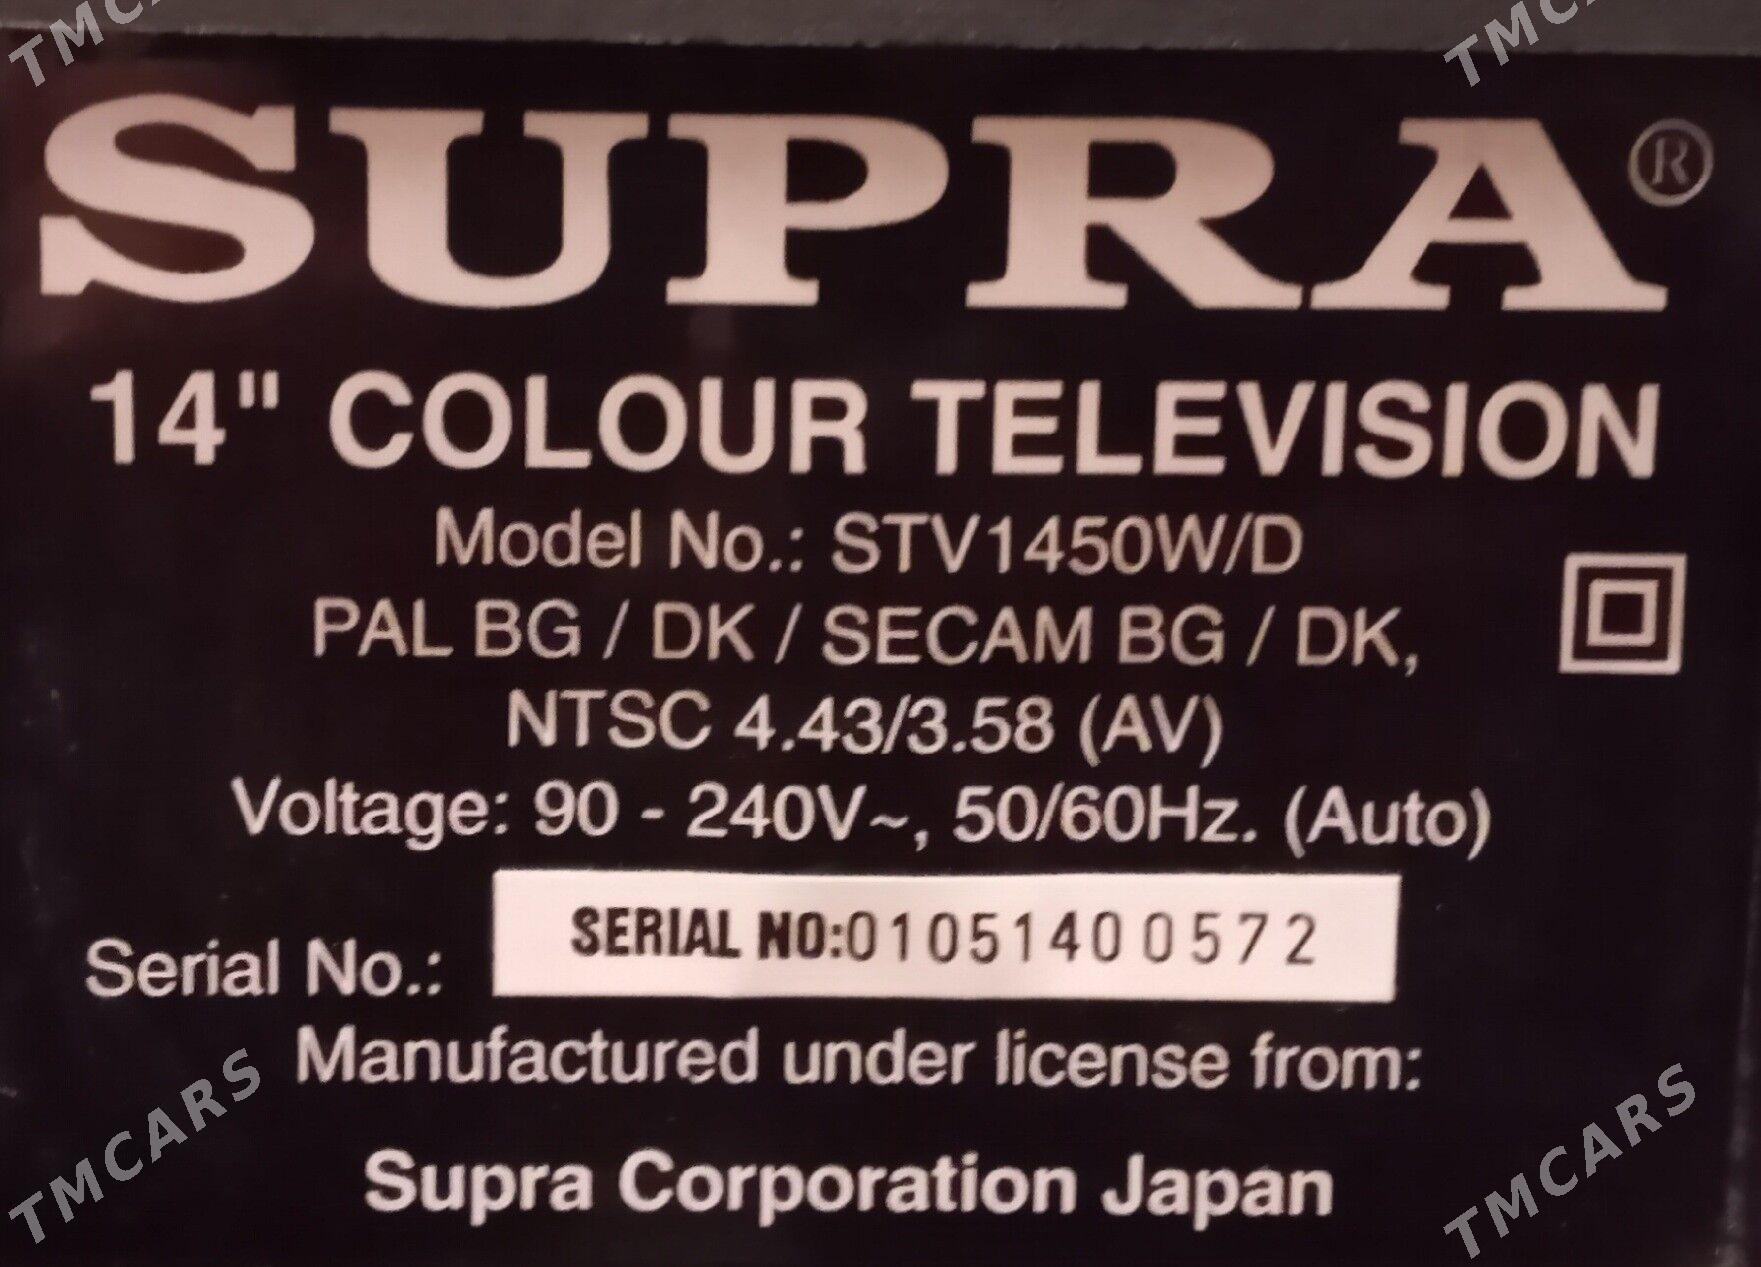 TMCARS
TMCARS
SUPRA®
14" COLOUR TELEVISION
Model No.: STV1450W/D
PAL BG / DK / SECAM BG / DK,
NTSC 4.43/3.58 (AV)
Voltage: 90 - 240V~, 50/60Hz. (Auto)
Serial No.: SERIAL NO:01051400572
Manufactured under license from:
Supra Corporation Japan
TMCARS
TMCARS